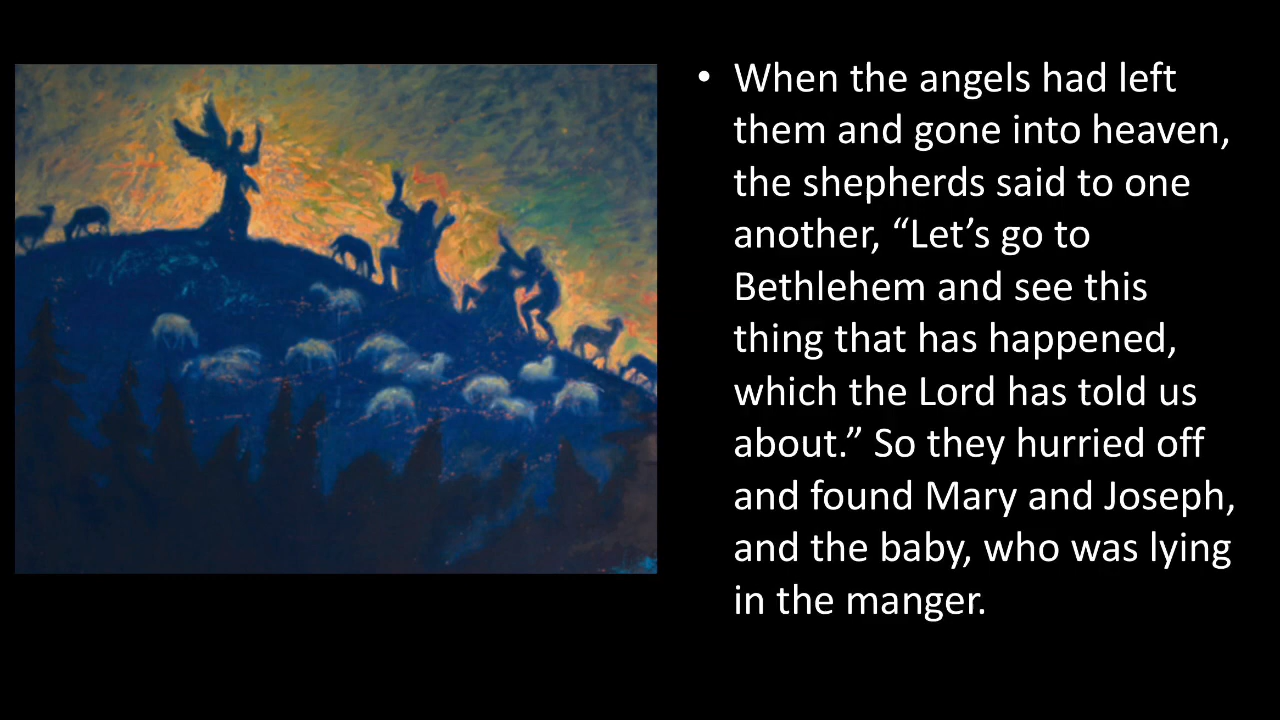 • When the angels had left
them and gone into heaven,
the shepherds said to one
another, “Let’s go to
Bethlehem and see this
thing that has happened,
which the Lord has told us
about.” So they hurried off
and found Mary and Joseph,
and the baby, who was lying
in the manger.